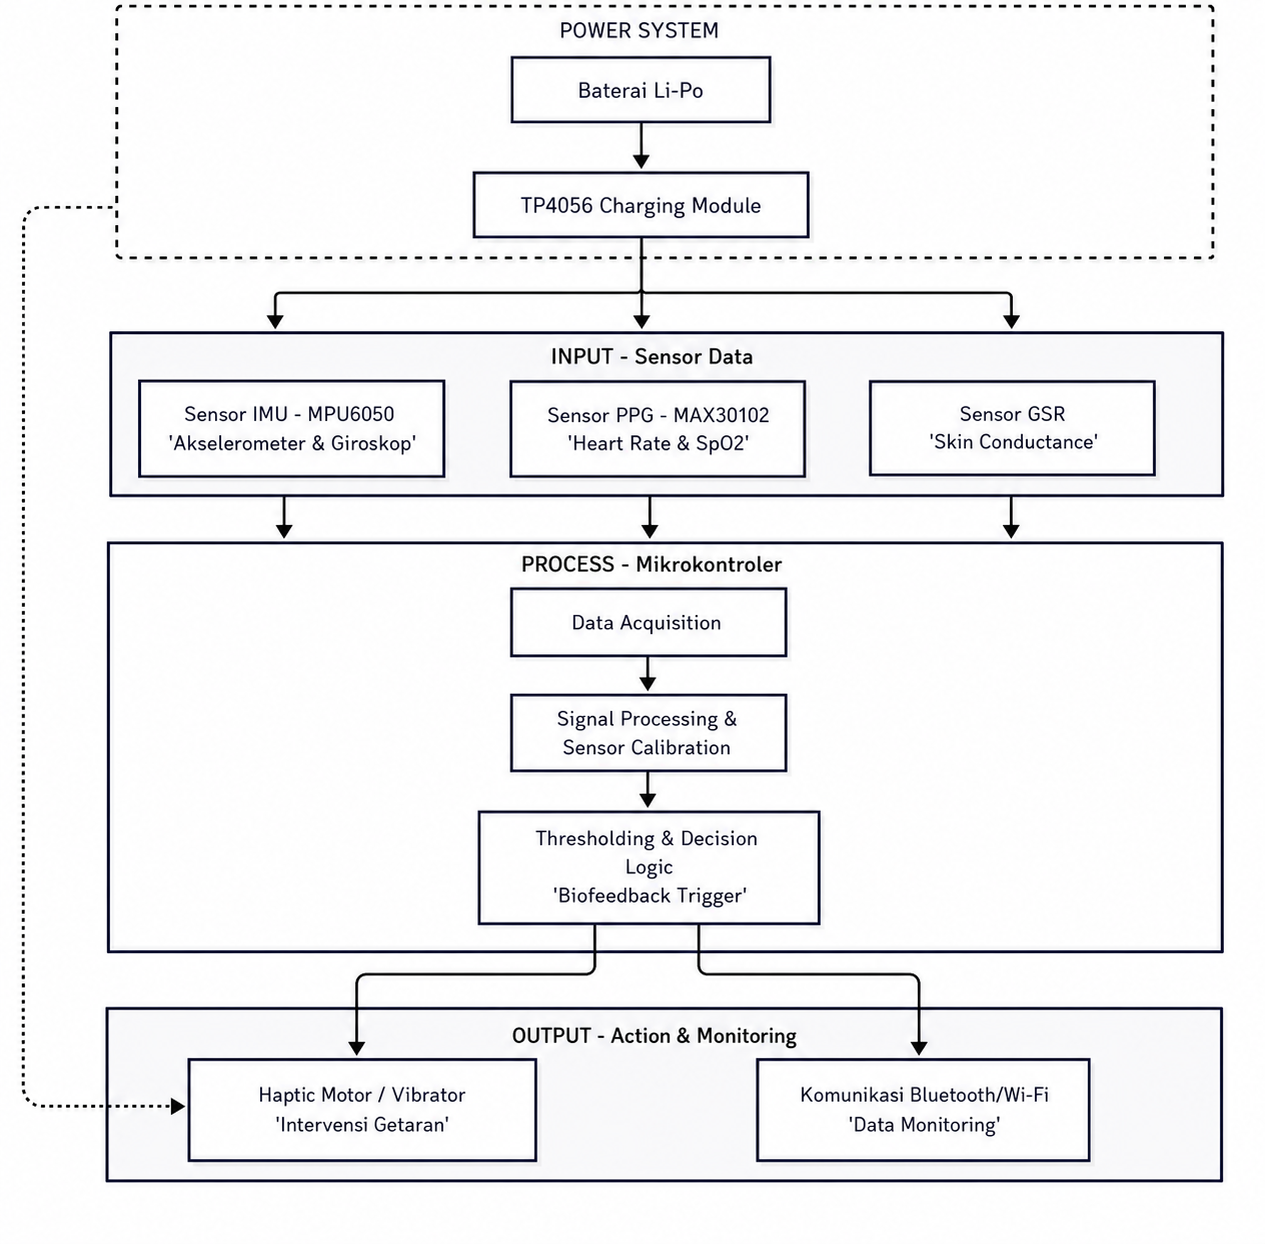 POWER SYSTEM
Baterai Li-Po
TP4056 Charging Module
INPUT - Sensor Data
Sensor IMU - MPU6050
'Akselerometer & Giroskop'
Sensor PPG - MAX30102
'Heart Rate & SpO2'
Sensor GSR
'Skin Conductance'
PROCESS - Mikrokontroler
Data Acquisition
Signal Processing &
Sensor Calibration
Thresholding & Decision
Logic
'Biofeedback Trigger'
OUTPUT - Action & Monitoring
Haptic Motor / Vibrator
'Intervensi Getaran'
Komunikasi Bluetooth/Wi-Fi
'Data Monitoring'